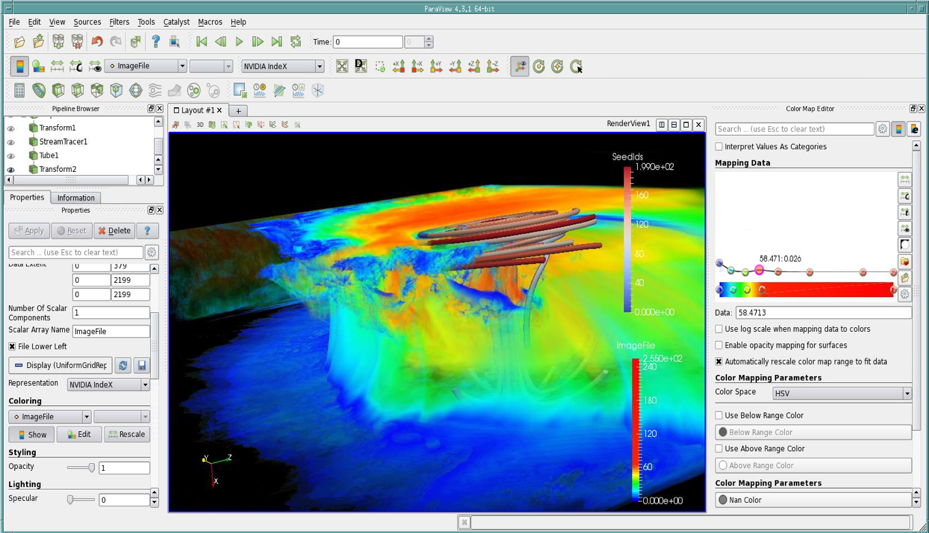 ParaView 4.3.1 64-bit
File Edit View Sources Filters Tools Catalyst Macros Help
Time: 0 0
ImageFile NVIDIA IndeX
Pipeline Browser
Transform1
StreamTracer1
Tube1
Transform2
Properties Information
Properties
Apply Reset Delete ?
Search ... (use Esc to clear text)
Data Extent 0 379
0 2199
0 2199
Number Of Scalar
Components 1
Scalar Array Name ImageFile
File Lower Left
Display (UniformGridRep
Representation NVIDIA IndeX
Coloring
ImageFile
Show Edit Rescale
Styling
Opacity 1
Lighting
Specular 0
Layout #1 +
3D
RenderView1
SeedIds
1.990e+02
160
120
80
40
0.000e+00
ImageFile
2.550e+02
240
180
120
60
0.000e+00
Y Z
X
Color Map Editor
Search ... (use Esc to clear text)
Interpret Values As Categories
Mapping Data
58.471: 0.026
Data: 58.4713
Use log scale when mapping data to colors
Enable opacity mapping for surfaces
Automatically rescale color map range to fit data
Color Mapping Parameters
Color Space HSV
Use Below Range Color
Below Range Color
Use Above Range Color
Above Range Color
Color Mapping Parameters
Nan Color